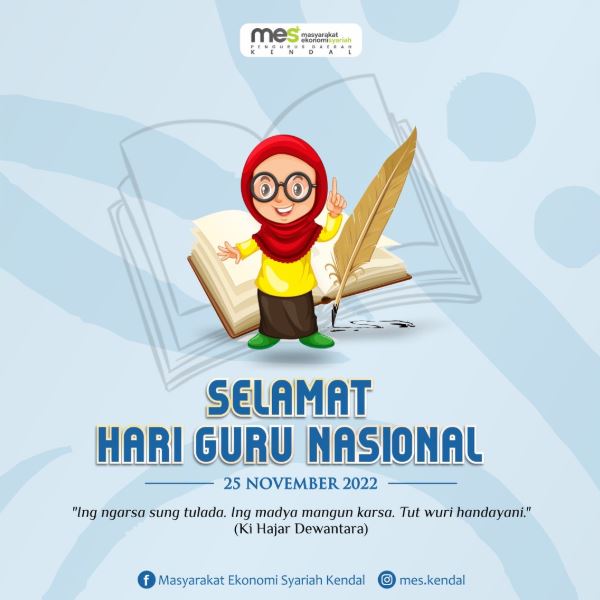 mes masyarakat
ekonomisyariah
PENGURUS DAERAH
KENDAL
SELAMAT
HARI GURU NASIONAL
25 NOVEMBER 2022
"Ing ngarsa sung tulada. Ing madya mangun karsa. Tut wuri handayani."
(Ki Hajar Dewantara)
Masyarakat Ekonomi Syariah Kendal mes.kendal